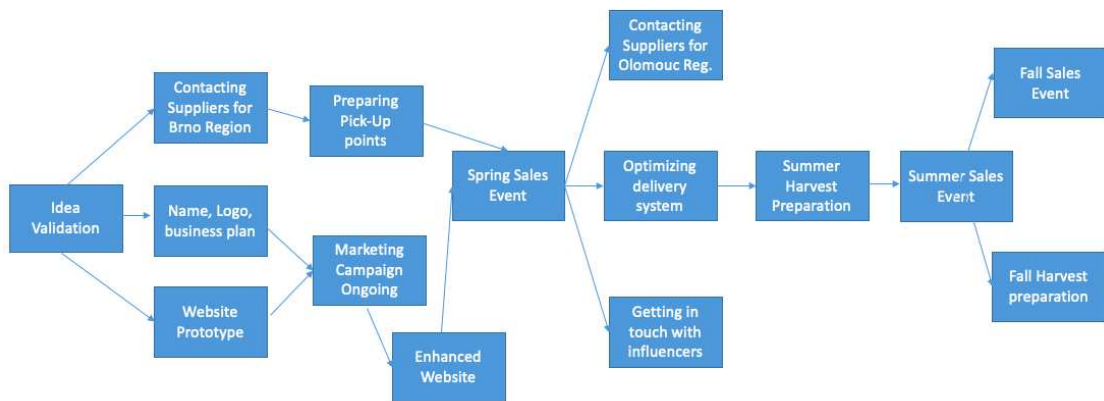 Contacting
Suppliers for
Olomouc Reg.
Fall Sales
Event
Contacting
Suppliers for
Brno Region
Preparing
Pick-Up
points
Spring Sales
Event
Optimizing
delivery
system
Summer
Harvest
Preparation
Summer Sales
Event
Idea
Validation
Name, Logo,
business plan
Marketing
Campaign
Ongoing
Fall Harvest
preparation
Website
Prototype
Enhanced
Website
Getting in
touch with
influencers